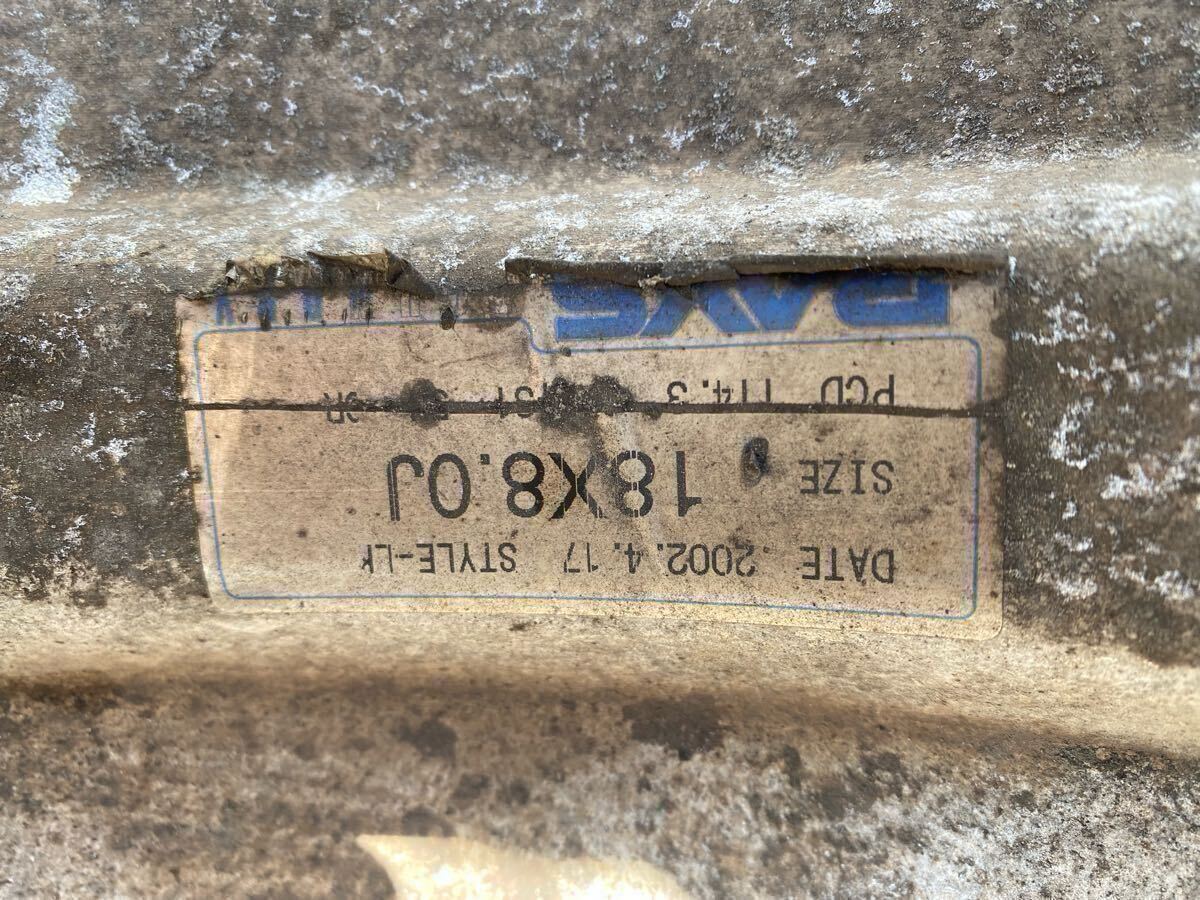 DATE 2002. 4. 17 STYLE-LK
SIZE 18X8.0J
PCD 114.3
RAYS